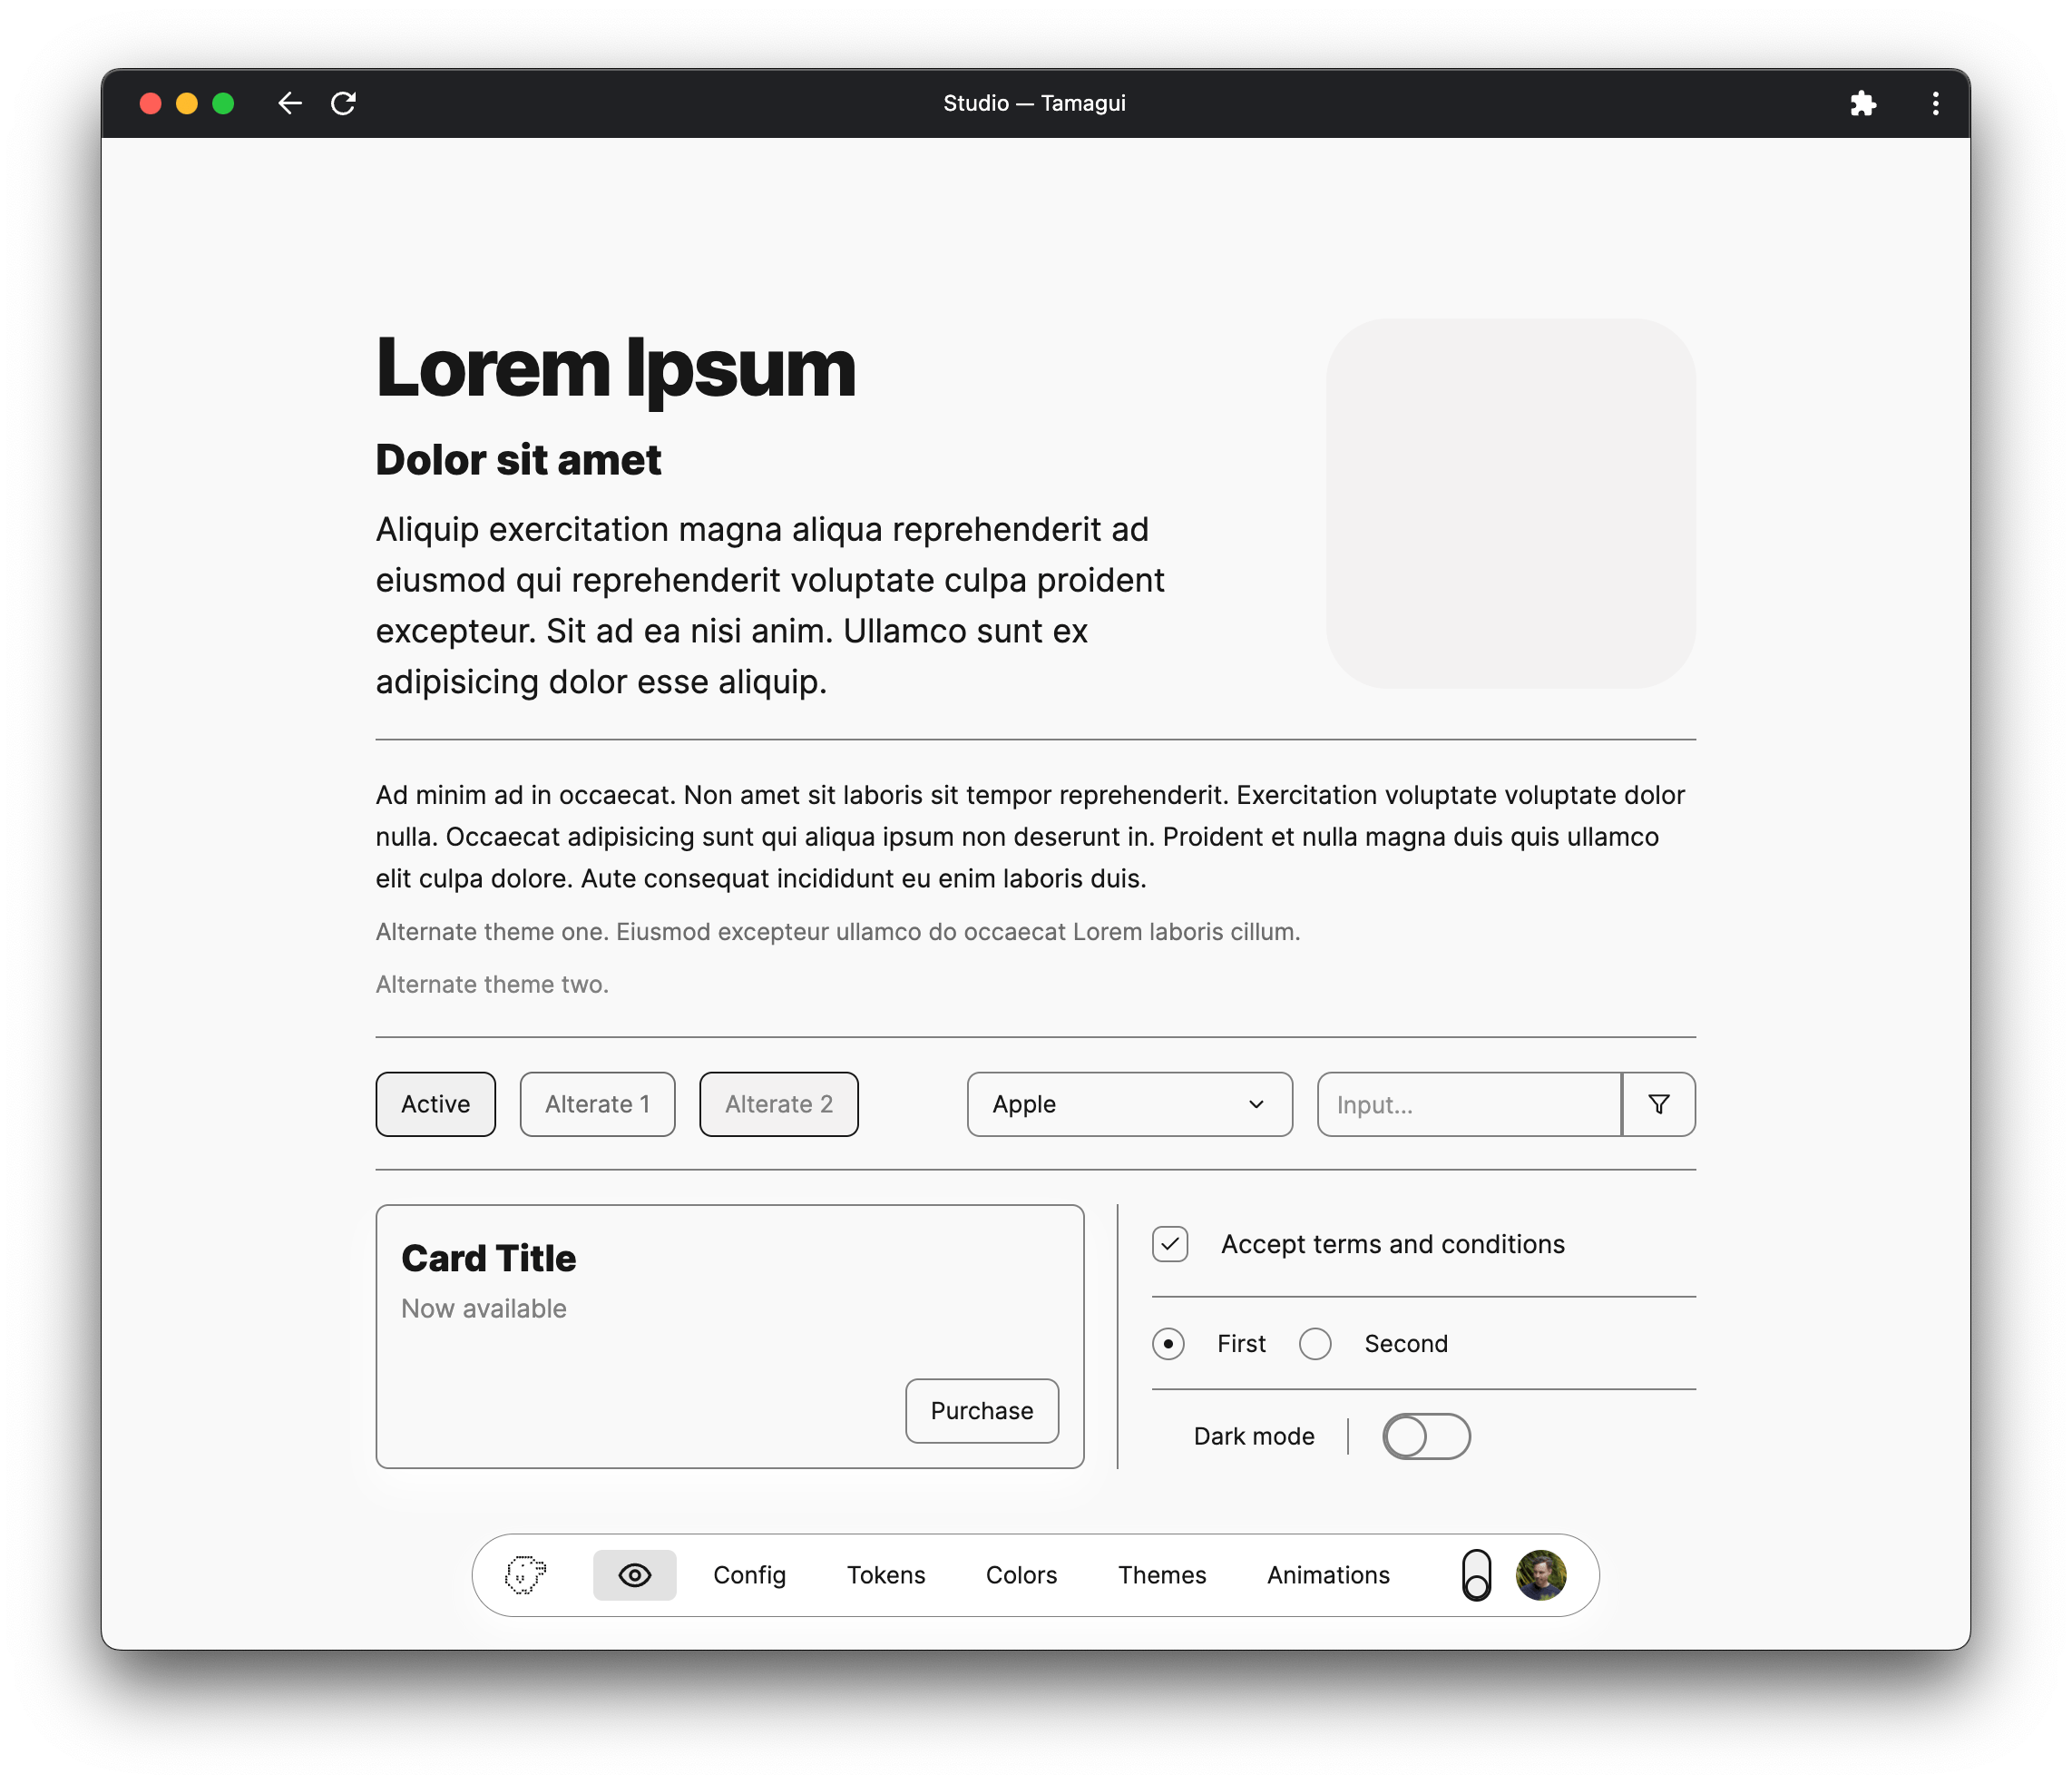 Studio — Tamagui
Lorem Ipsum
Dolor sit amet
Aliquip exercitation magna aliqua reprehenderit ad
eiusmod qui reprehenderit voluptate culpa proident
excepteur. Sit ad ea nisi anim. Ullamco sunt ex
adipisicing dolor esse aliquip.
Ad minim ad in occaecat. Non amet sit laboris sit tempor reprehenderit. Exercitation voluptate voluptate dolor
nulla. Occaecat adipisicing sunt qui aliqua ipsum non deserunt in. Proident et nulla magna duis quis ullamco
elit culpa dolore. Aute consequat incididunt eu enim laboris duis.
Alternate theme one. Eiusmod excepteur ullamco do occaecat Lorem laboris cillum.
Alternate theme two.
Active
Alterate 1
Alterate 2
Apple
Input...
Card Title
Now available
Purchase
Accept terms and conditions
First
Second
Dark mode
Config
Tokens
Colors
Themes
Animations